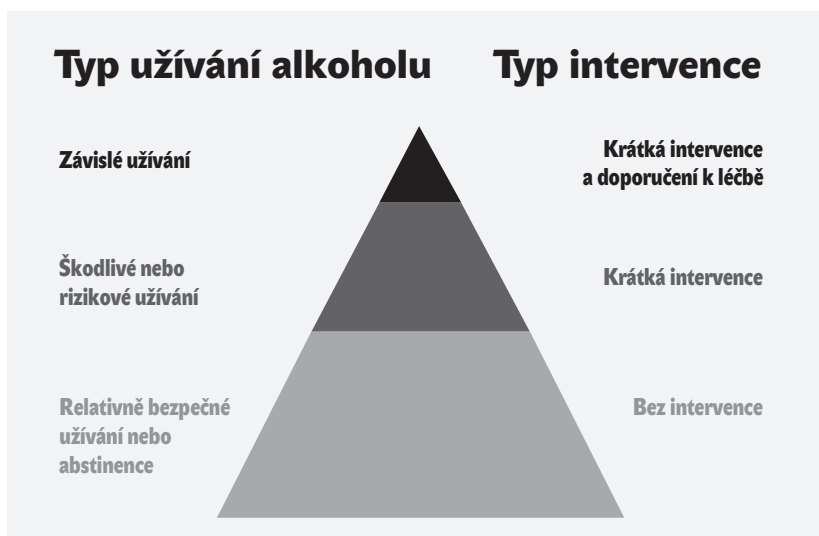 Typ užívání alkoholu
Typ intervence
Závislé užívání
Krátká intervence
a doporučení k léčbě
Škodlivé nebo
rizikové užívání
Krátká intervence
Relativně bezpečné
užívání nebo
abstinence
Bez intervence